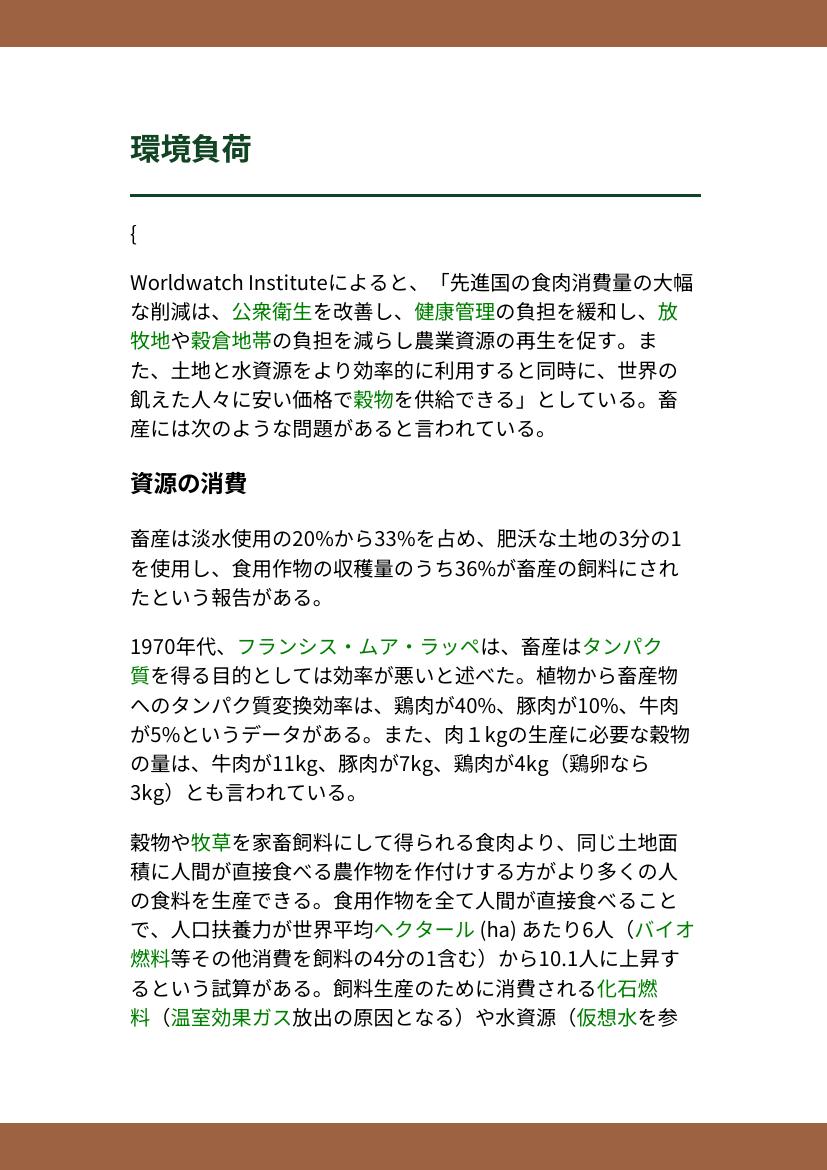 環境負荷
{
Worldwatch Instituteによると、「先進国の食肉消費量の大幅
な削減は、公衆衛生を改善し、健康管理の負担を緩和し、放
牧地や穀倉地帯の負担を減らし農業資源の再生を促す。ま
た、土地と水資源をより効率的に利用すると同時に、世界の
飢えた人々に安い価格で穀物を供給できる」としている。畜
産には次のような問題があると言われている。
資源の消費
畜産は淡水使用の20%から33%を占め、肥沃な土地の3分の1
を使用し、食用作物の収穫量のうち36%が畜産の飼料にされ
たという報告がある。
1970年代、フランシス・ムア・ラッペは、畜産はタンパク
質を得る目的としては効率が悪いと述べた。植物から畜産物
へのタンパク質変換効率は、鶏肉が40%、豚肉が10%、牛肉
が5%というデータがある。また、肉１kgの生産に必要な穀物
の量は、牛肉が11kg、豚肉が7kg、鶏肉が4kg（鶏卵なら
3kg）とも言われている。
穀物や牧草を家畜飼料にして得られる食肉より、同じ土地面
積に人間が直接食べる農作物を作付けする方がより多くの人
の食料を生産できる。食用作物を全て人間が直接食べること
で、人口扶養力が世界平均ヘクタール (ha) あたり6人（バイオ
燃料等その他消費を飼料の4分の1含む）から10.1人に上昇す
るという試算がある。飼料生産のために消費される化石燃
料（温室効果ガス放出の原因となる）や水資源（仮想水を参